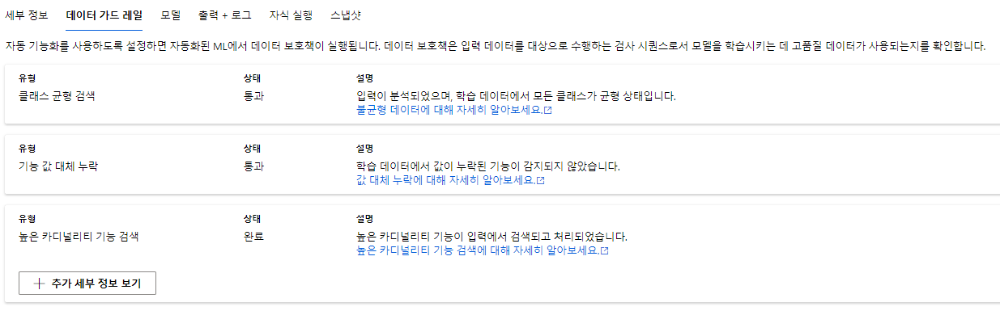 세부 정보 데이터 가드 레일 모델 출력 + 로그 자식 실행 스냅샷
자동 기능화를 사용하도록 설정하면 자동화된 ML에서 데이터 보호책이 실행됩니다. 데이터 보호책은 입력 데이터를 대상으로 수행하는 검사 시퀀스로서 모델을 학습시키는 데 고품질 데이터가 사용되는지를 확인합니다.
유형 상태 설명
클래스 균형 검색 통과 입력이 분석되었으며, 학습 데이터에서 모든 클래스가 균형 상태입니다.
불균형 데이터에 대해 자세히 알아보세요.
유형 상태 설명
기능 값 대체 누락 통과 학습 데이터에서 값이 누락된 기능이 감지되지 않았습니다.
값 대체 누락에 대해 자세히 알아보세요.
유형 상태 설명
높은 카디널리티 기능 검색 완료 높은 카디널리티 기능이 입력에서 검색되고 처리되었습니다.
높은 카디널리티 기능 검색에 대해 자세히 알아보세요.
추가 세부 정보 보기